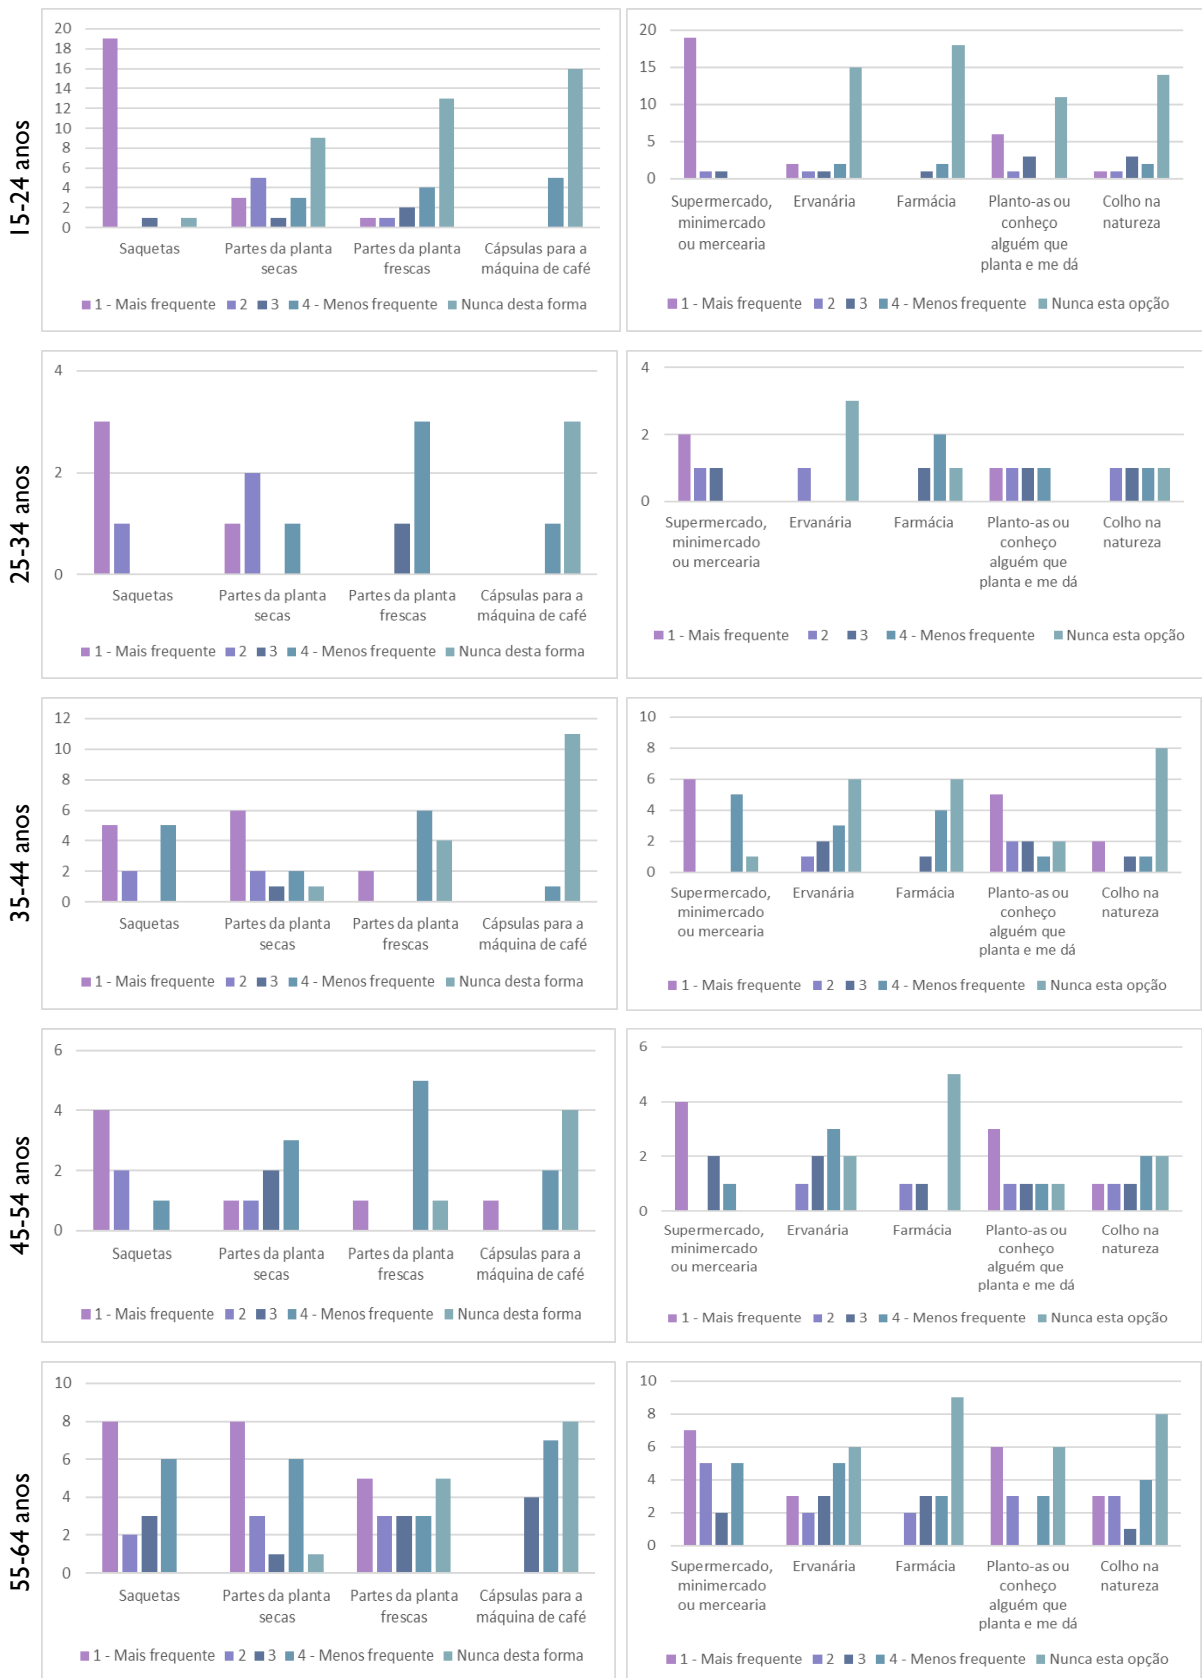 15-24 anos
20
18
16
14
12
10
8
6
4
2
0
Saquetas
Partes da planta secas
Partes da planta frescas
Cápsulas para a máquina de café
1 - Mais frequente 2 3 4 - Menos frequente Nunca desta forma
20
15
10
5
0
Supermercado, minimercado ou mercearia
Ervanária
Farmácia
Planto-as ou conheço alguém que planta e me dá
Colho na natureza
1 - Mais frequente 2 3 4 - Menos frequente Nunca esta opção
25-34 anos
4
2
0
Saquetas
Partes da planta secas
Partes da planta frescas
Cápsulas para a máquina de café
1 - Mais frequente 2 3 4 - Menos frequente Nunca desta forma
4
2
0
Supermercado, minimercado ou mercearia
Ervanária
Farmácia
Planto-as ou conheço alguém que planta e me dá
Colho na natureza
1 - Mais frequente 2 3 4 - Menos frequente Nunca esta opção
35-44 anos
12
10
8
6
4
2
0
Saquetas
Partes da planta secas
Partes da planta frescas
Cápsulas para a máquina de café
1 - Mais frequente 2 3 4 - Menos frequente Nunca desta forma
10
8
6
4
2
0
Supermercado, minimercado ou mercearia
Ervanária
Farmácia
Planto-as ou conheço alguém que planta e me dá
Colho na natureza
1 - Mais frequente 2 3 4 - Menos frequente Nunca esta opção
45-54 anos
6
4
2
0
Saquetas
Partes da planta secas
Partes da planta frescas
Cápsulas para a máquina de café
1 - Mais frequente 2 3 4 - Menos frequente Nunca desta forma
6
4
2
0
Supermercado, minimercado ou mercearia
Ervanária
Farmácia
Planto-as ou conheço alguém que planta e me dá
Colho na natureza
1 - Mais frequente 2 3 4 - Menos frequente Nunca esta opção
55-64 anos
10
8
6
4
2
0
Saquetas
Partes da planta secas
Partes da planta frescas
Cápsulas para a máquina de café
1 - Mais frequente 2 3 4 - Menos frequente Nunca desta forma
10
8
6
4
2
0
Supermercado, minimercado ou mercearia
Ervanária
Farmácia
Planto-as ou conheço alguém que planta e me dá
Colho na natureza
1 - Mais frequente 2 3 4 - Menos frequente Nunca esta opção